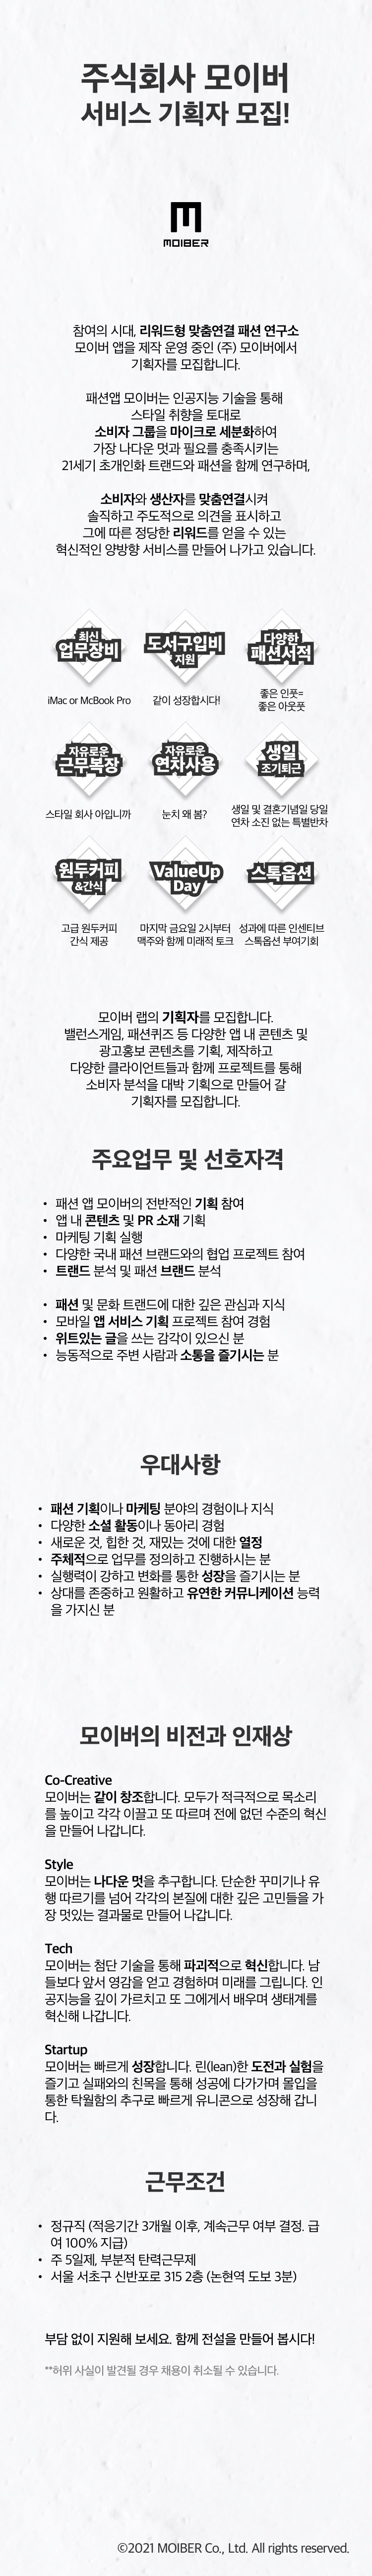 주식회사 모이버
서비스 기획자 모집!
MOIBER
참여의 시대, 리워드형 맞춤연결 패션 연구소
모이버 앱을 제작 운영 중인 (주) 모이버에서
기획자를 모집합니다.
패션앱 모이버는 인공지능 기술을 통해
스타일 취향을 토대로
소비자 그룹을 마이크로 세분화하여
가장 나다운 멋과 필요를 충족시키는
21세기 초개인화 트랜드와 패션을 함께 연구하며,
소비자와 생산자를 맞춤연결시켜
솔직하고 주도적으로 의견을 표시하고
그에 따른 정당한 리워드를 얻을 수 있는
혁신적인 양방향 서비스를 만들어 나가고 있습니다.
최신
업무장비
iMac or McBook Pro
도서구입비
지원
같이 성장합시다!
다양한
패션서적
좋은 인풋=
좋은 아웃풋
자유로운
근무복장
스타일 회사 아입니까
자유로운
연차사용
눈치 왜 봄?
생일
조기퇴근
생일 및 결혼기념일 당일
연차 소진 없는 특별반차
원두커피
&간식
고급 원두커피
간식 제공
ValueUp
Day
마지막 금요일 2시부터
맥주와 함께 미래적 토크
스톡옵션
성과에 따른 인센티브
스톡옵션 부여기회
모이버 랩의 기획자를 모집합니다.
밸런스게임, 패션퀴즈 등 다양한 앱 내 콘텐츠 및
광고홍보 콘텐츠를 기획, 제작하고
다양한 클라이언트들과 함께 프로젝트를 통해
소비자 분석을 대박 기획으로 만들어 갈
기획자를 모집합니다.
주요업무 및 선호자격
• 패션 앱 모이버의 전반적인 기획 참여
• 앱 내 콘텐츠 및 PR 소재 기획
• 마케팅 기획 실행
• 다양한 국내 패션 브랜드와의 협업 프로젝트 참여
• 트랜드 분석 및 패션 브랜드 분석
• 패션 및 문화 트랜드에 대한 깊은 관심과 지식
• 모바일 앱 서비스 기획 프로젝트 참여 경험
• 위트있는 글을 쓰는 감각이 있으신 분
• 능동적으로 주변 사람과 소통을 즐기시는 분
우대사항
• 패션 기획이나 마케팅 분야의 경험이나 지식
• 다양한 소셜 활동이나 동아리 경험
• 새로운 것, 힙한 것, 재밌는 것에 대한 열정
• 주체적으로 업무를 정의하고 진행하시는 분
• 실행력이 강하고 변화를 통한 성장을 즐기시는 분
• 상대를 존중하고 원활하고 유연한 커뮤니케이션 능력
을 가지신 분
모이버의 비전과 인재상
Co-Creative
모이버는 같이 창조합니다. 모두가 적극적으로 목소리
를 높이고 각각 이끌고 또 따르며 전에 없던 수준의 혁신
을 만들어 나갑니다.
Style
모이버는 나다운 멋을 추구합니다. 단순한 꾸미기나 유
행 따르기를 넘어 각각의 본질에 대한 깊은 고민들을 가
장 멋있는 결과물로 만들어 나갑니다.
Tech
모이버는 첨단 기술을 통해 파괴적으로 혁신합니다. 남
들보다 앞서 영감을 얻고 경험하며 미래를 그립니다. 인
공지능을 깊이 가르치고 또 그에게서 배우며 생태계를
혁신해 나갑니다.
Startup
모이버는 빠르게 성장합니다. 린(lean)한 도전과 실험을
즐기고 실패와의 친목을 통해 성공에 다가가며 몰입을
통한 탁월함의 추구로 빠르게 유니콘으로 성장해 갑니
다.
근무조건
• 정규직 (적응기간 3개월 이후, 계속근무 여부 결정. 급
여 100% 지급)
• 주 5일제, 부분적 탄력근무제
• 서울 서초구 신반포로 315 2층 (논현역 도보 3분)
부담 없이 지원해 보세요. 함께 전설을 만들어 봅시다!
**허위 사실이 발견될 경우 채용이 취소될 수 있습니다.
©2021 MOIBER Co., Ltd. All rights reserved.